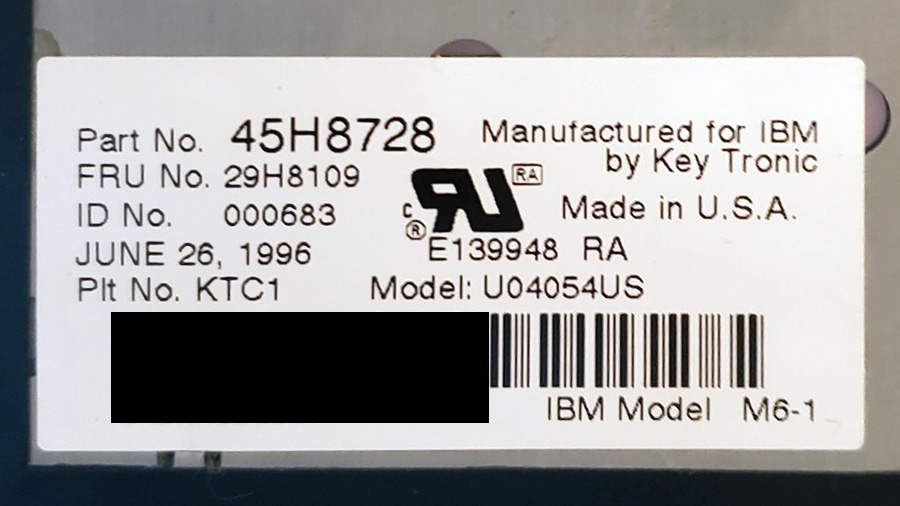 Part No. 45H8728
Manufactured for IBM
by Key Tronic
FRU No. 29H8109
RA
ID No. 000683
c RU ®
Made in U.S.A.
JUNE 26, 1996
E139948 RA
Plt No. KTC1
Model: U04054US
IBM Model M6-1